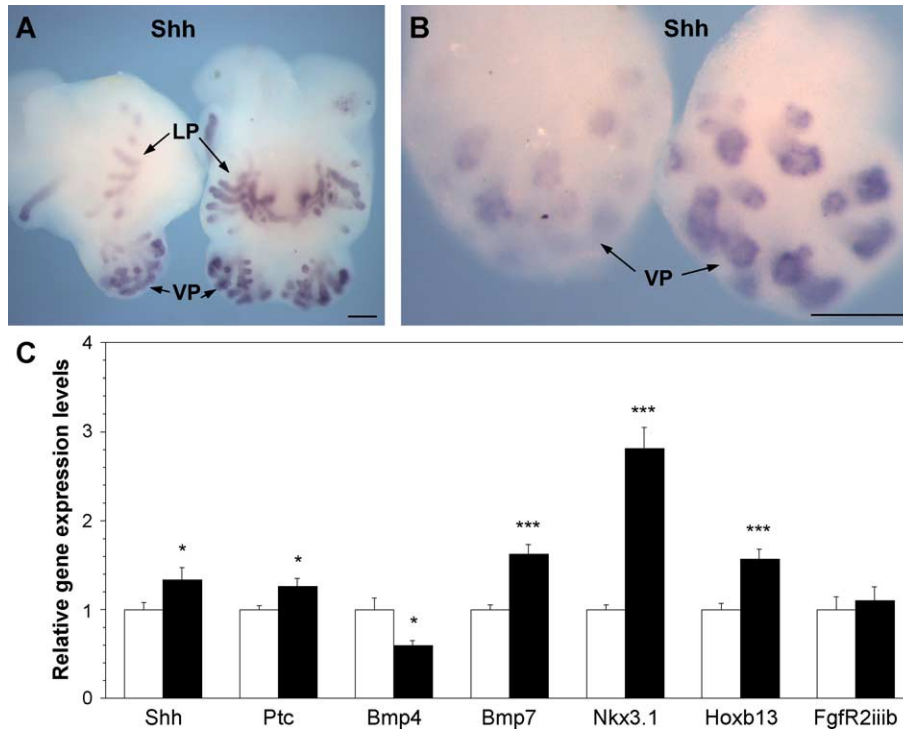 A
Shh
LP
VP
B
Shh
VP
C
Relative gene expression levels
4
3
2
1
0
*
*
*
***
***
***
Shh Ptc Bmp4 Bmp7 Nkx3.1 Hoxb13 FgfR2iiib